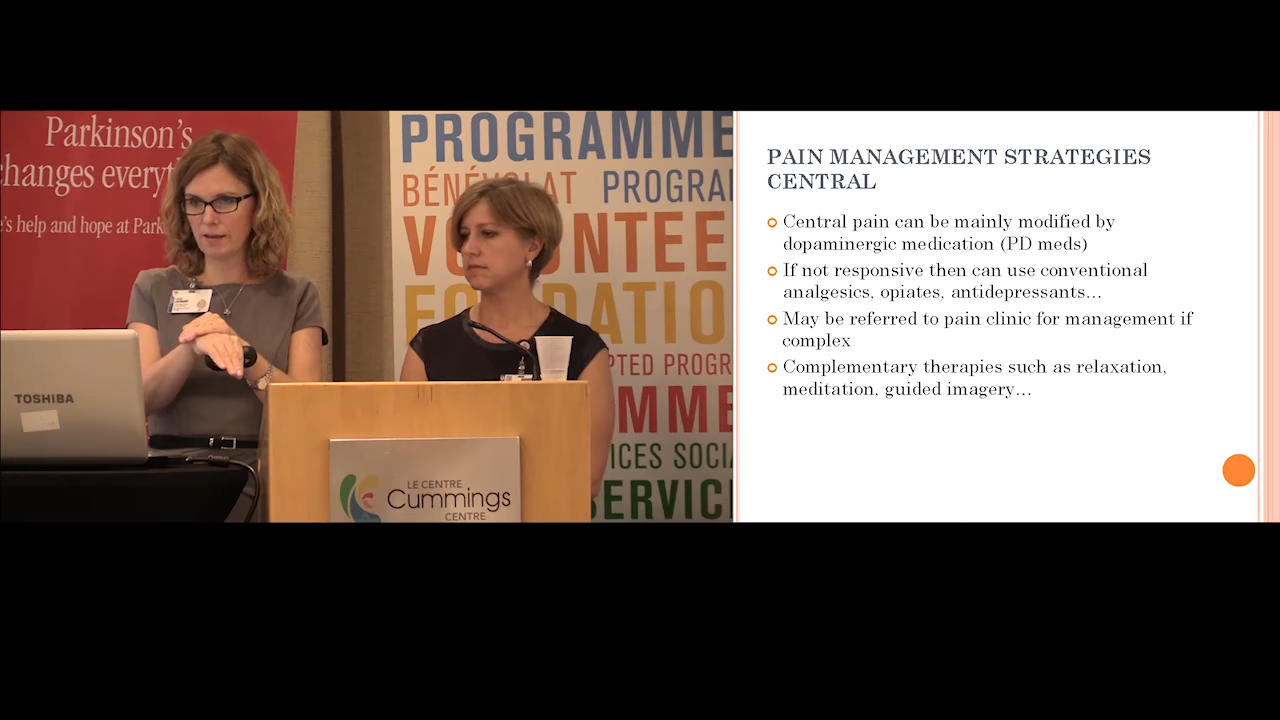 Parkinson's
changes everyt
e's help and hope at Park
PROGRAMME
BÉNÉVOLAT PROGRA
VOLUNTEE
FOUNDATIO
PTED PROGR
MME
ICES SOCIA
SERVIC
TOSHIBA
LE CENTRE
Cummings
CENTRE
PAIN MANAGEMENT STRATEGIES
CENTRAL
Central pain can be mainly modified by
dopaminergic medication (PD meds)
If not responsive then can use conventional
analgesics, opiates, antidepressants...
May be referred to pain clinic for management if
complex
Complementary therapies such as relaxation,
meditation, guided imagery...